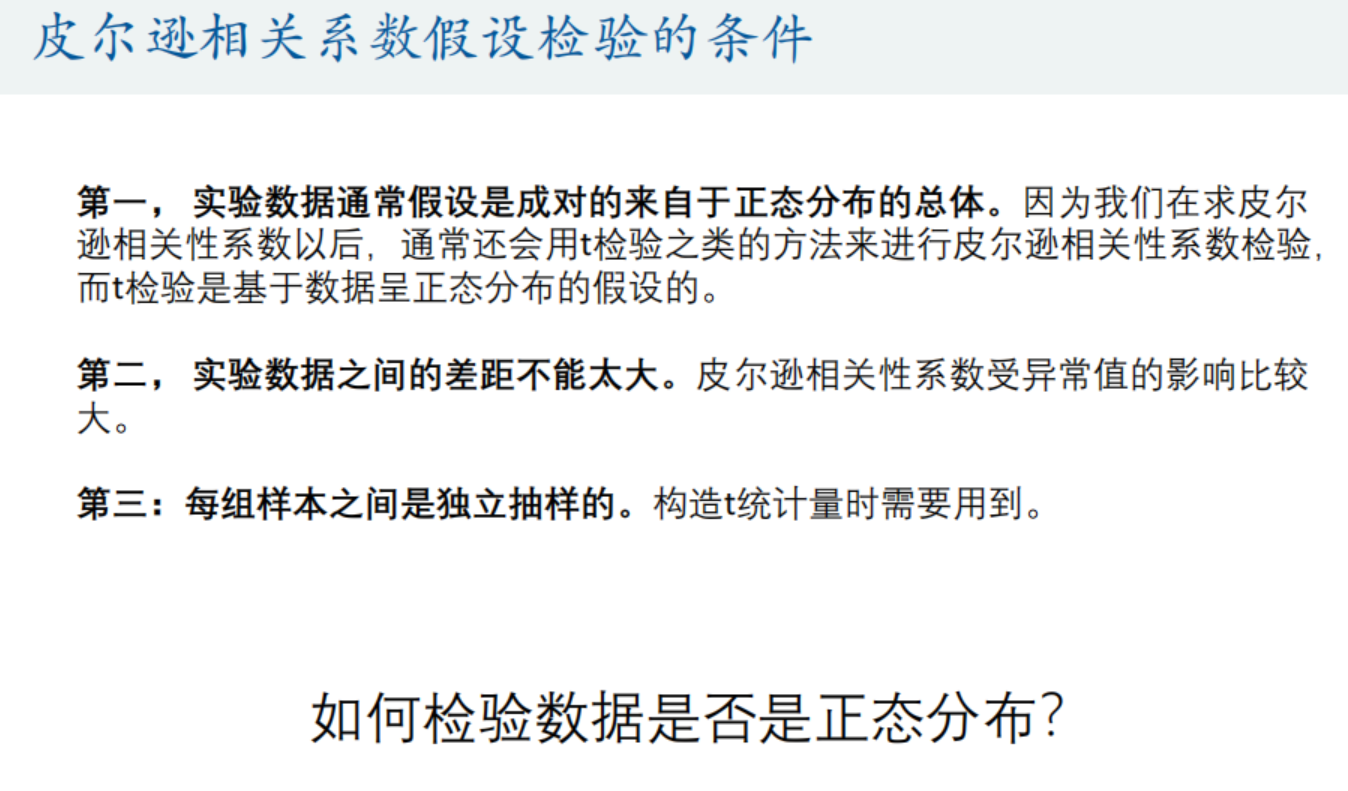 皮尔逊相关系数假设检验的条件
第一， 实验数据通常假设是成对的来自于正态分布的总体。因为我们在求皮尔
逊相关性系数以后，通常还会用t检验之类的方法来进行皮尔逊相关性系数检验，
而t检验是基于数据呈正态分布的假设的。
第二， 实验数据之间的差距不能太大。皮尔逊相关性系数受异常值的影响比较
大。
第三：每组样本之间是独立抽样的。构造t统计量时需要用到。
如何检验数据是否是正态分布？